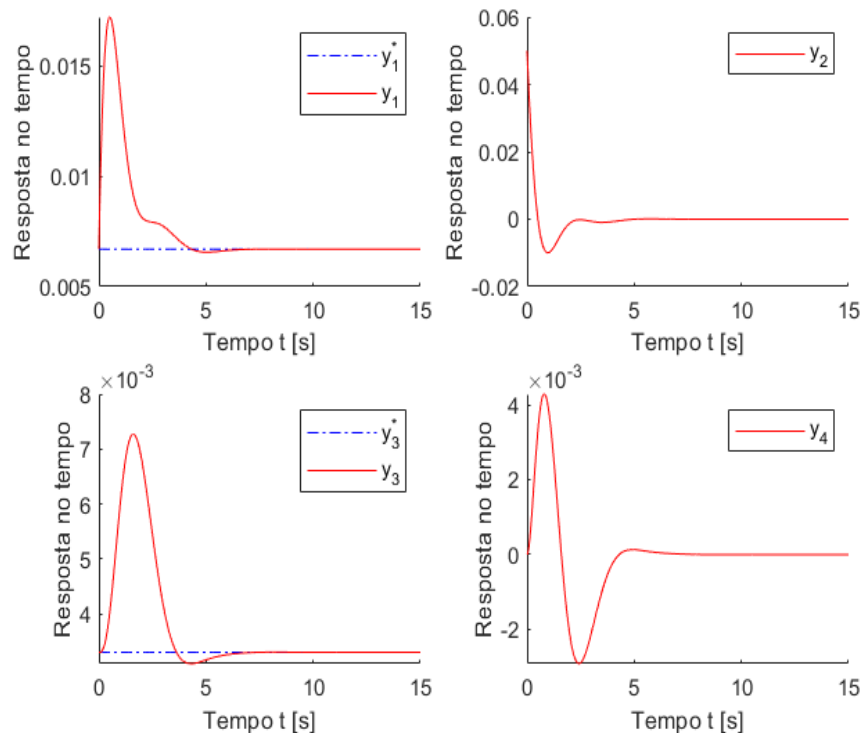 Resposta no tempo
0.015
0.01
0.005
0
5
10
15
Tempo t [s]
y₁*
y₁
Resposta no tempo
0.06
0.04
0.02
0
-0.02
0
5
10
15
Tempo t [s]
y₂
×10⁻³
Resposta no tempo
8
7
6
5
4
0
5
10
15
Tempo t [s]
y₃*
y₃
×10⁻³
Resposta no tempo
4
2
0
-2
0
5
10
15
Tempo t [s]
y₄